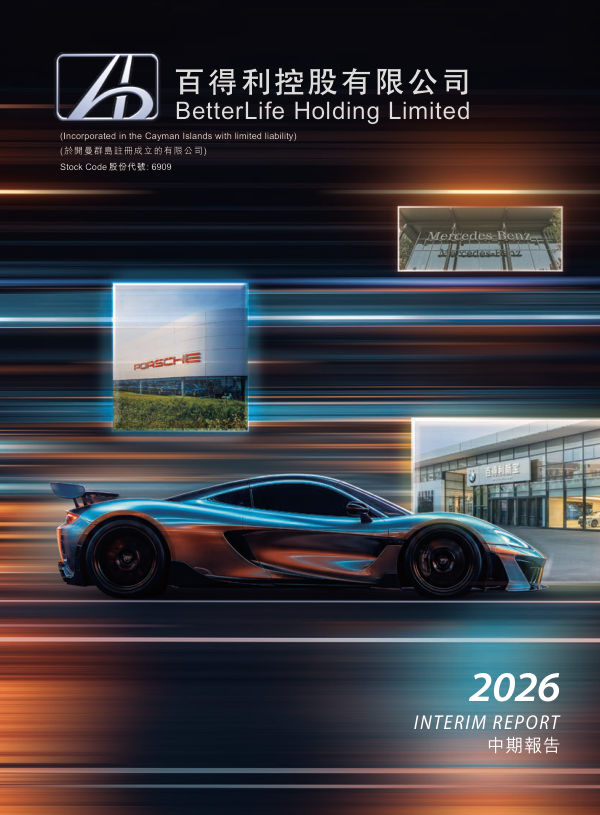 百得利控股有限公司
BetterLife Holding Limited
(Incorporated in the Cayman Islands with limited liability)
(於開曼群島註冊成立的有限公司)
Stock Code 股份代號: 6909
Mercedes-Benz
Mercedes-Benz
PORSCHE
百得利新宝
2026
INTERIM REPORT
中期報告